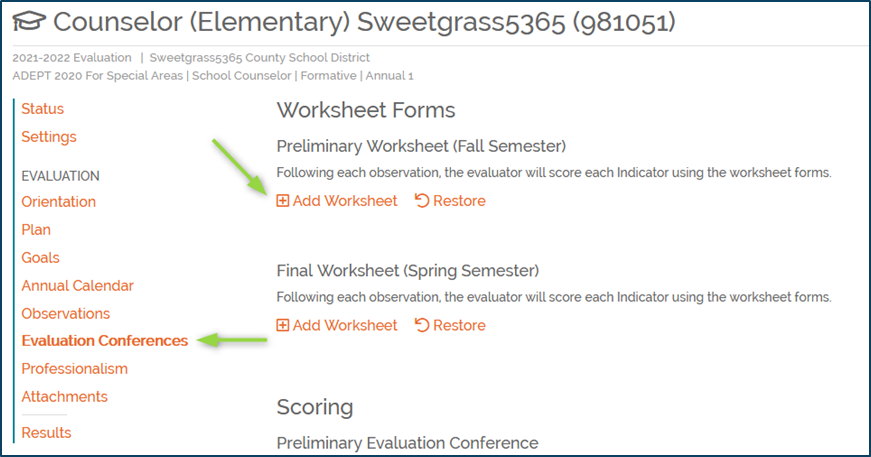 Counselor (Elementary) Sweetgrass5365 (981051)
2021-2022 Evaluation | Sweetgrass5365 County School District
ADEPT 2020 For Special Areas | School Counselor | Formative | Annual 1
Status
Settings
EVALUATION
Orientation
Plan
Goals
Annual Calendar
Observations
Evaluation Conferences
Professionalism
Attachments
Results
Worksheet Forms
Preliminary Worksheet (Fall Semester)
Following each observation, the evaluator will score each Indicator using the worksheet forms.
Add Worksheet Restore
Final Worksheet (Spring Semester)
Following each observation, the evaluator will score each Indicator using the worksheet forms.
Add Worksheet Restore
Scoring
Preliminary Evaluation Conference